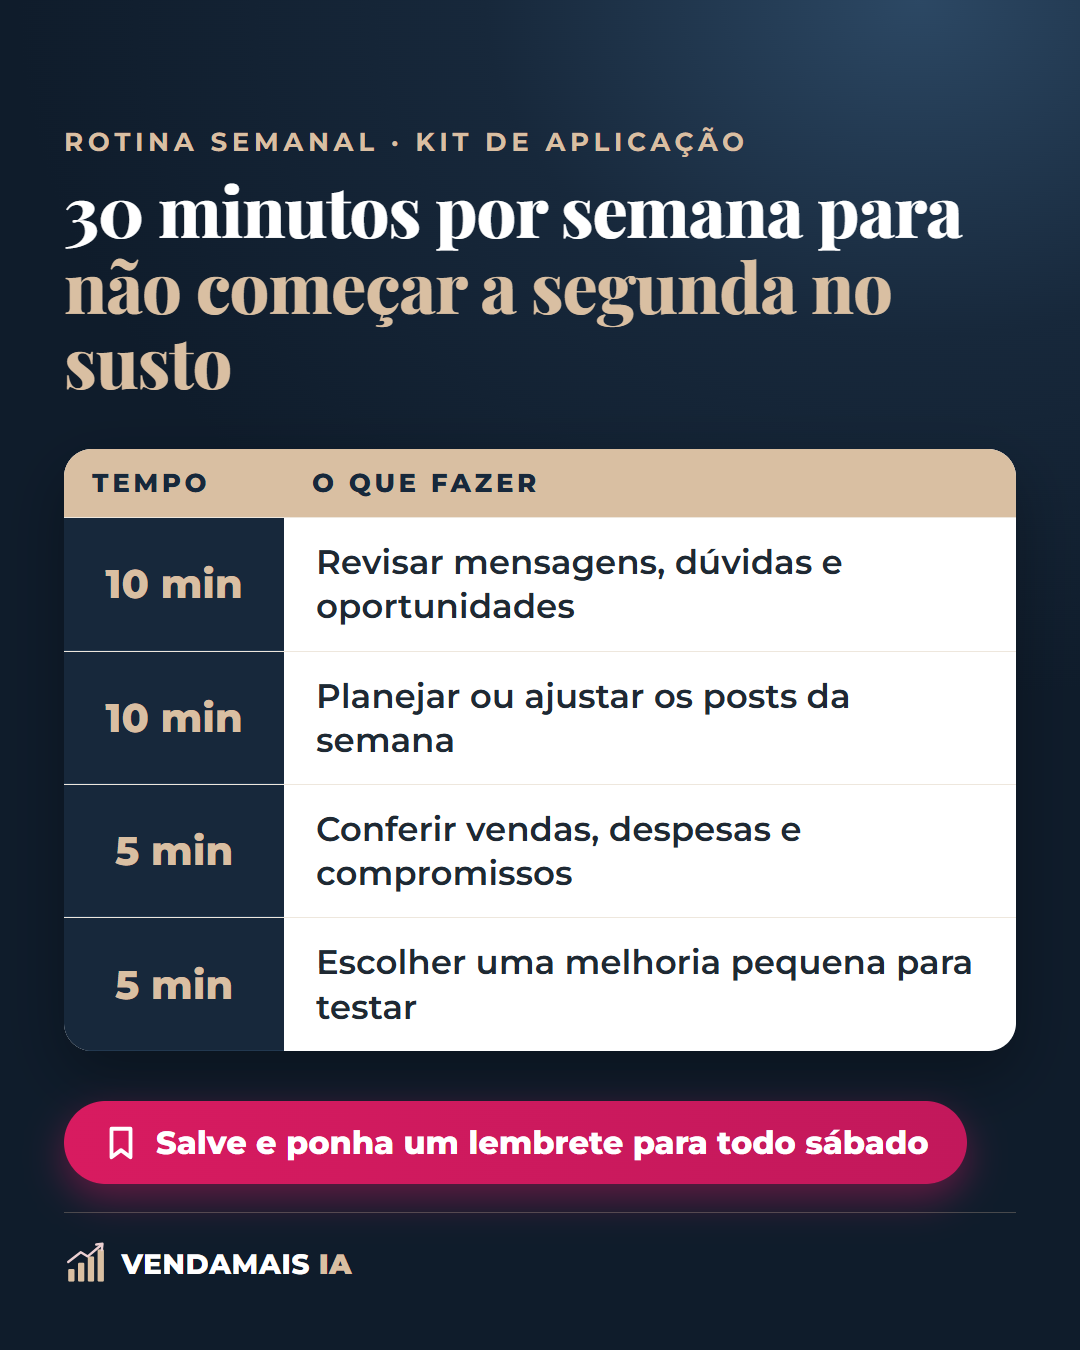 ROTINA SEMANAL · KIT DE APLICAÇÃO
30 minutos por semana para
não começar a segunda no
susto
TEMPO O QUE FAZER
10 min Revisar mensagens, dúvidas e
oportunidades
10 min Planejar ou ajustar os posts da
semana
5 min Conferir vendas, despesas e
compromissos
5 min Escolher uma melhoria pequena para
testar
Salve e ponha um lembrete para todo sábado
VENDAMAIS IA